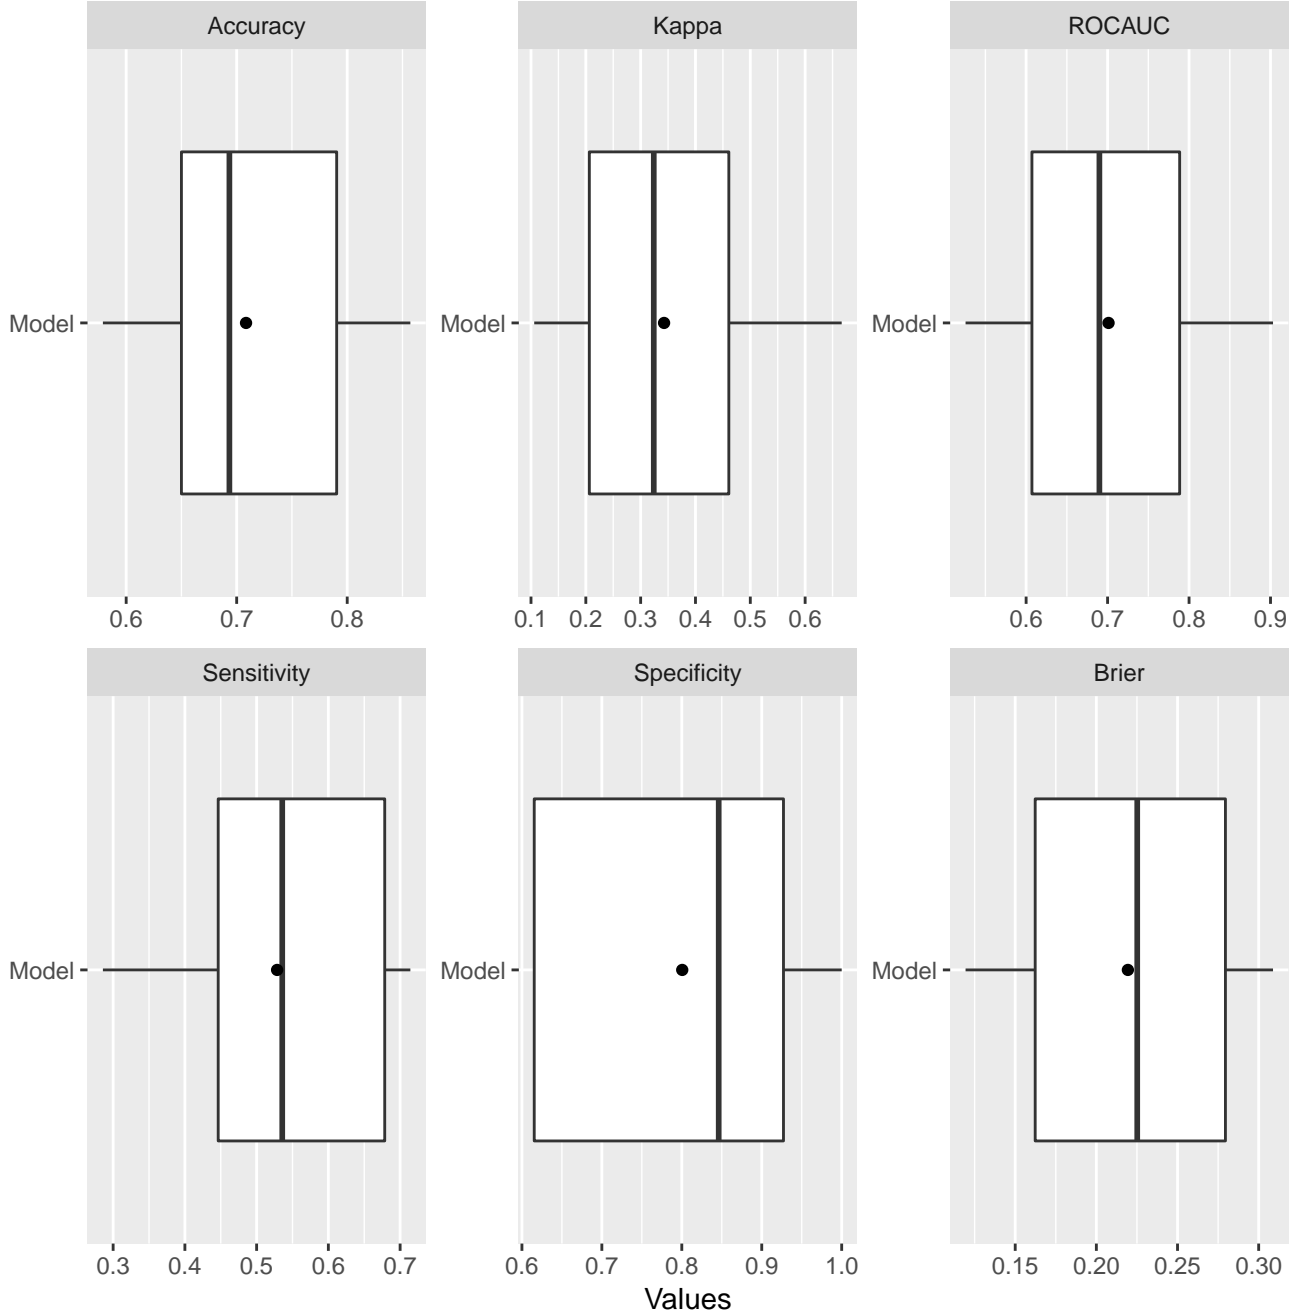 Accuracy Kappa ROCAUC
Model Model Model
0.6 0.7 0.8 0.1 0.2 0.3 0.4 0.5 0.6 0.6 0.7 0.8 0.9
Sensitivity Specificity Brier
Model Model Model
0.3 0.4 0.5 0.6 0.7 0.6 0.7 0.8 0.9 1.0 0.15 0.20 0.25 0.30
Values